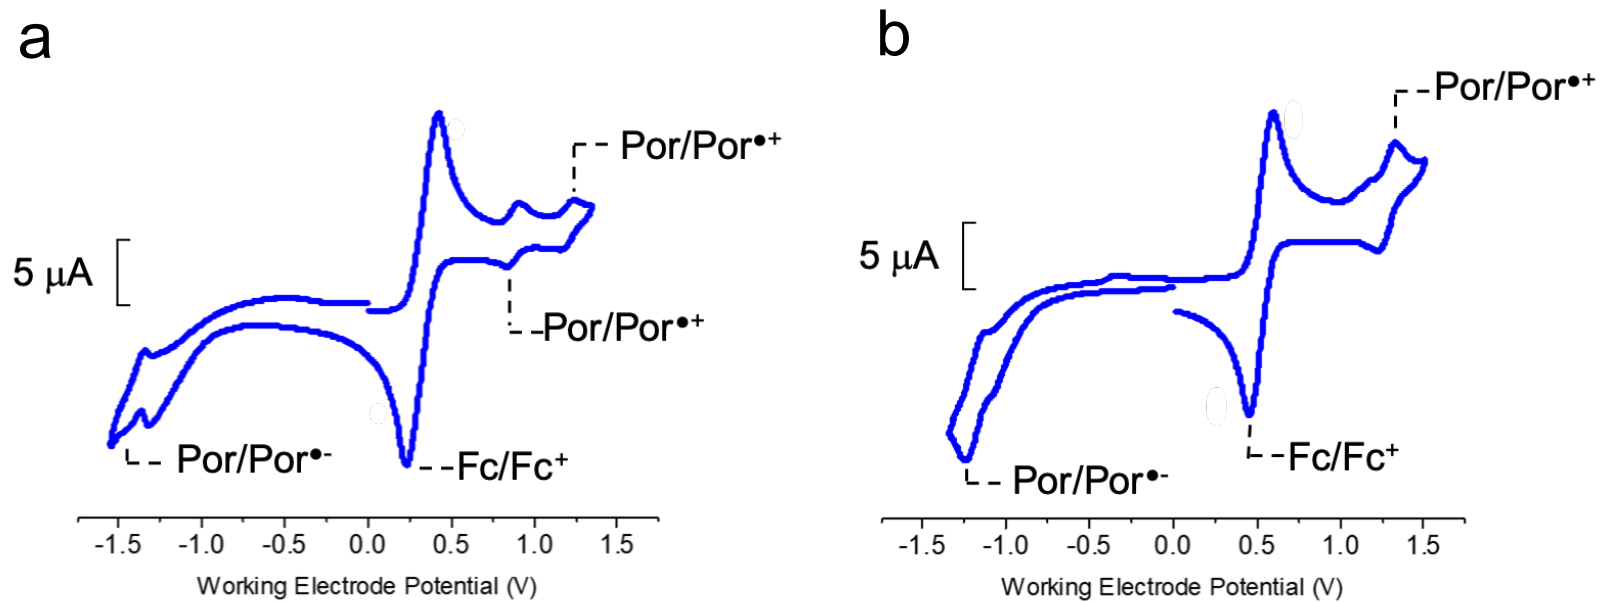 a
b
Por/Por•+
Por/Por•+
5 μA
5 μA
Por/Por•+
Por/Por•-
Fc/Fc+
Fc/Fc+
Por/Por•-
-1.5 -1.0 -0.5 0.0 0.5 1.0 1.5
Working Electrode Potential (V)
-1.5 -1.0 -0.5 0.0 0.5 1.0 1.5
Working Electrode Potential (V)